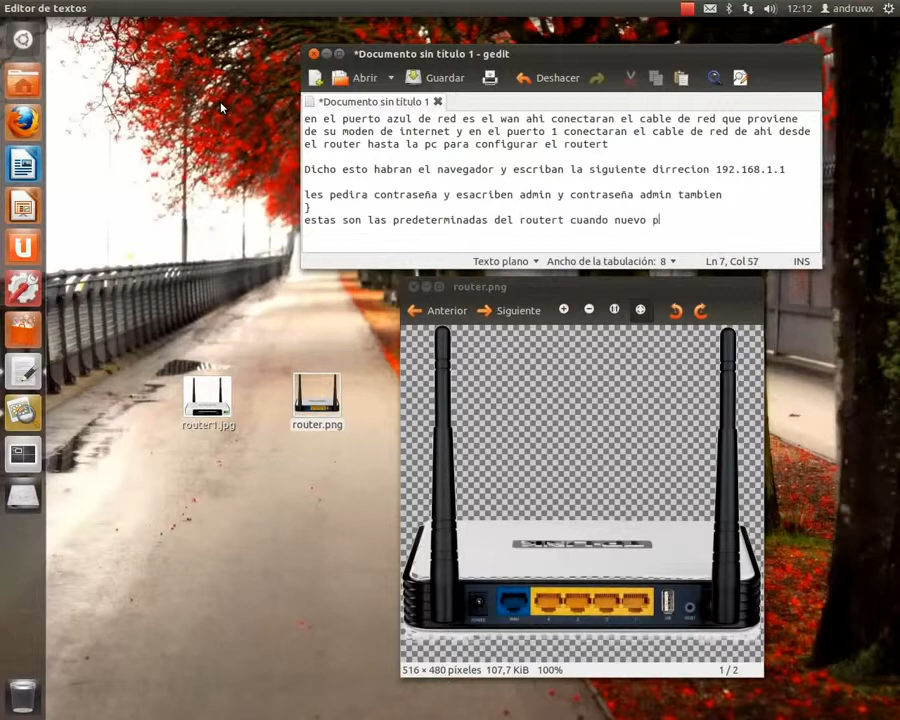 Editor de textos
12:12
andruwx
*Documento sin título 1 - gedit
Abrir
Guardar
Deshacer
*Documento sin título 1
en el puerto azul de red es el wan ahi conectaran el cable de red que proviene
de su moden de internet y en el puerto 1 conectaran el cable de red de ahi desde
el router hasta la pc para configurar el routert
Dicho esto habran el navegador y escriban la siguiente dirrecion 192.168.1.1
les pedira contraseña y esacriben admin y contraseña admin tambien
}
estas son las predeterminadas del routert cuando nuevo p
Texto plano
Ancho de la tabulación: 8
Ln 7, Col 57
INS
router.png
Anterior
Siguiente
router1.jpg
router.png
POWER
WAN
516 × 480 píxeles
107,7 KiB
100%
1 / 2